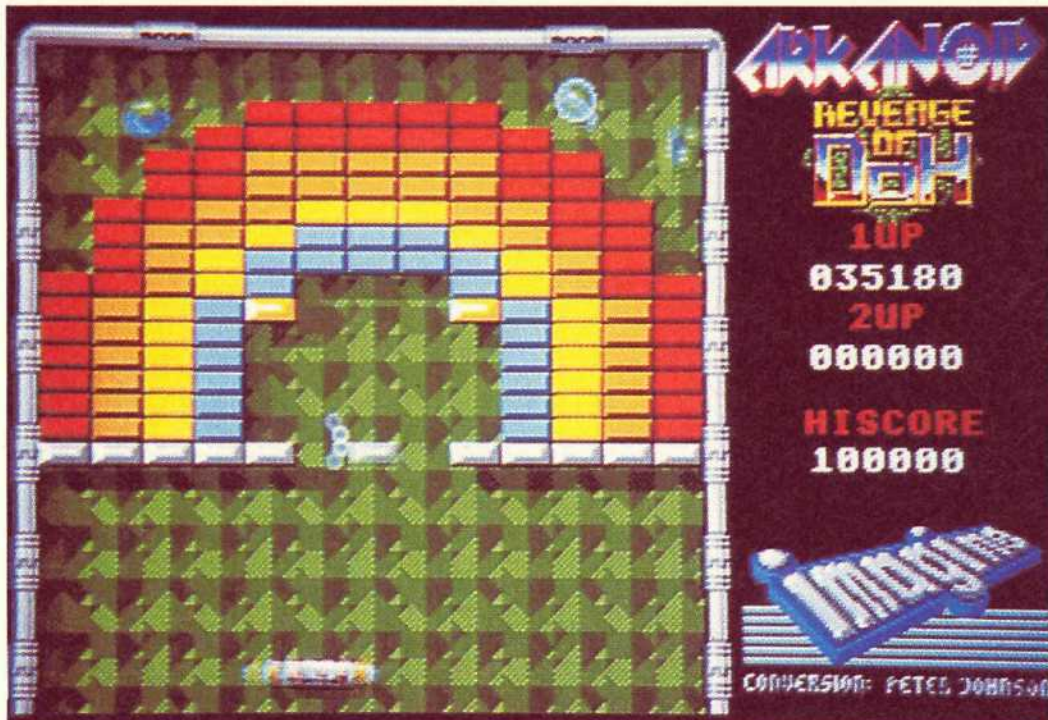 ARKANOID
REVENGE
OF
DOH
1UP
035180
2UP
000000
HISCORE
100000
Imagine
CONVERSION: PETER JOHNSON